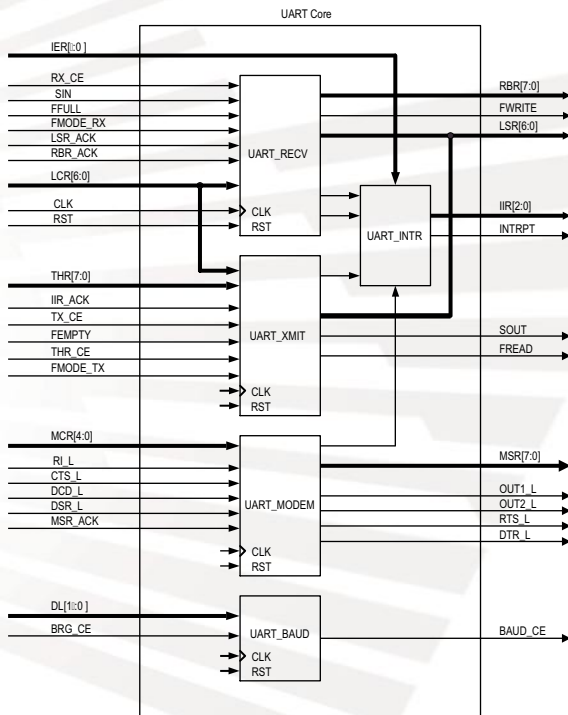 UART Core
IER[:0 ]
RX_CE
SIN
FFULL
FMODE_RX
LSR_ACK
RBR_ACK
LCR[6:0]
CLK
RST
UART_RECV
CLK
RST
RBR[7:0]
FWRITE
LSR[6:0]
UART_INTR
IIR[2:0]
INTRPT
THR[7:0]
IIR_ACK
TX_CE
FEMPTY
THR_CE
FMODE_TX
UART_XMIT
CLK
RST
SOUT
FREAD
MCR[4:0]
RI_L
CTS_L
DCD_L
DSR_L
MSR_ACK
UART_MODEM
CLK
RST
MSR[7:0]
OUT1_L
OUT2_L
RTS_L
DTR_L
DL[1:0 ]
BRG_CE
UART_BAUD
CLK
RST
BAUD_CE